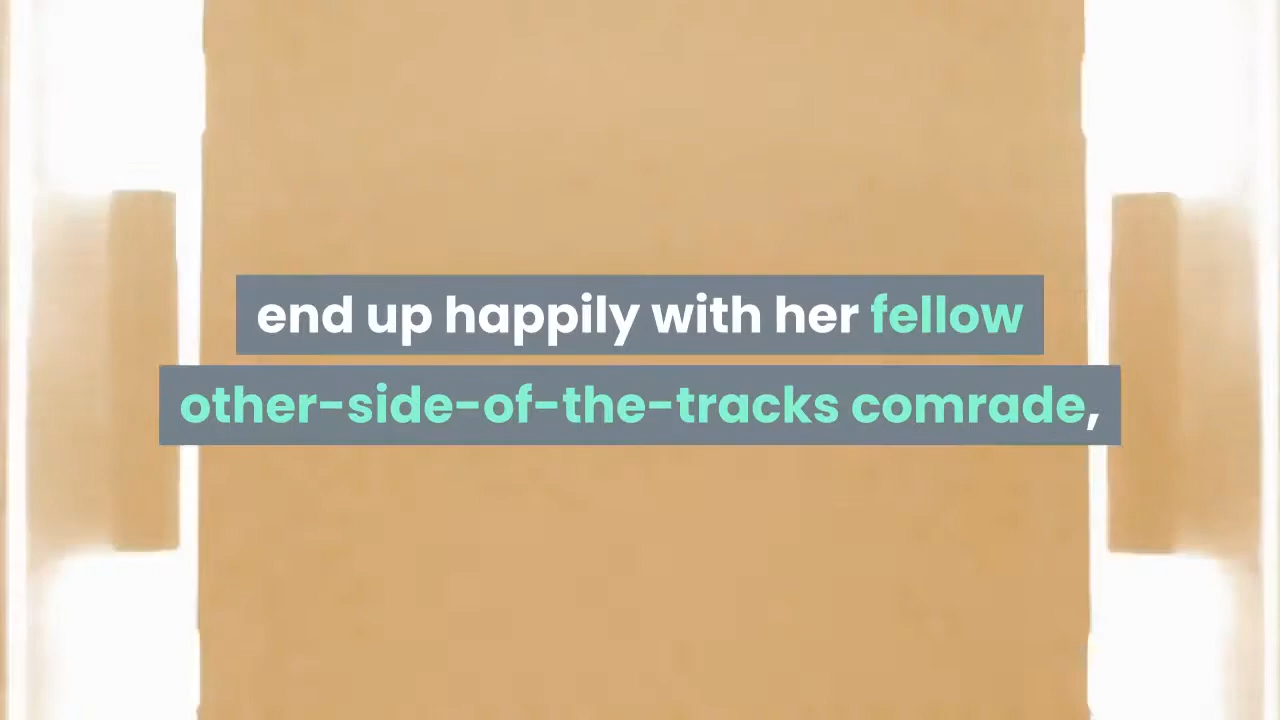 end up happily with her fellow
other-side-of-the-tracks comrade,